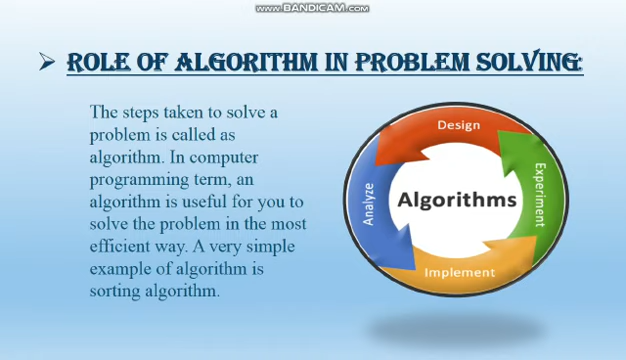 WWW.BANDICAM.COM
➢ ROLE OF ALGORITHM IN PROBLEM SOLVING:
The steps taken to solve a
problem is called as
algorithm. In computer
programming term, an
algorithm is useful for you to
solve the problem in the most
efficient way. A very simple
example of algorithm is
sorting algorithm.
Design
Experiment
Algorithms
Analyze
Implement